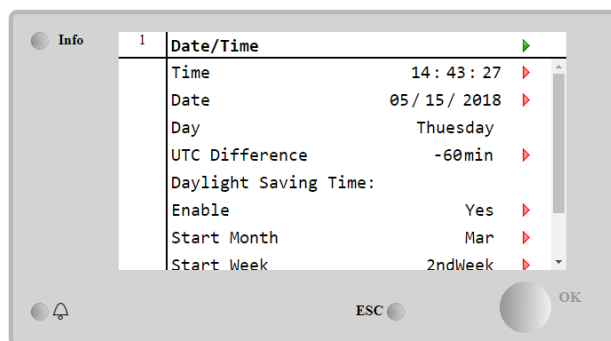 Info
1 Date/Time
Time 14:43:27
Date 05/15/2018
Day Thuesday
UTC Difference -60min
Daylight Saving Time:
Enable Yes
Start Month Mar
Start Week 2ndWeek
ESC
OK